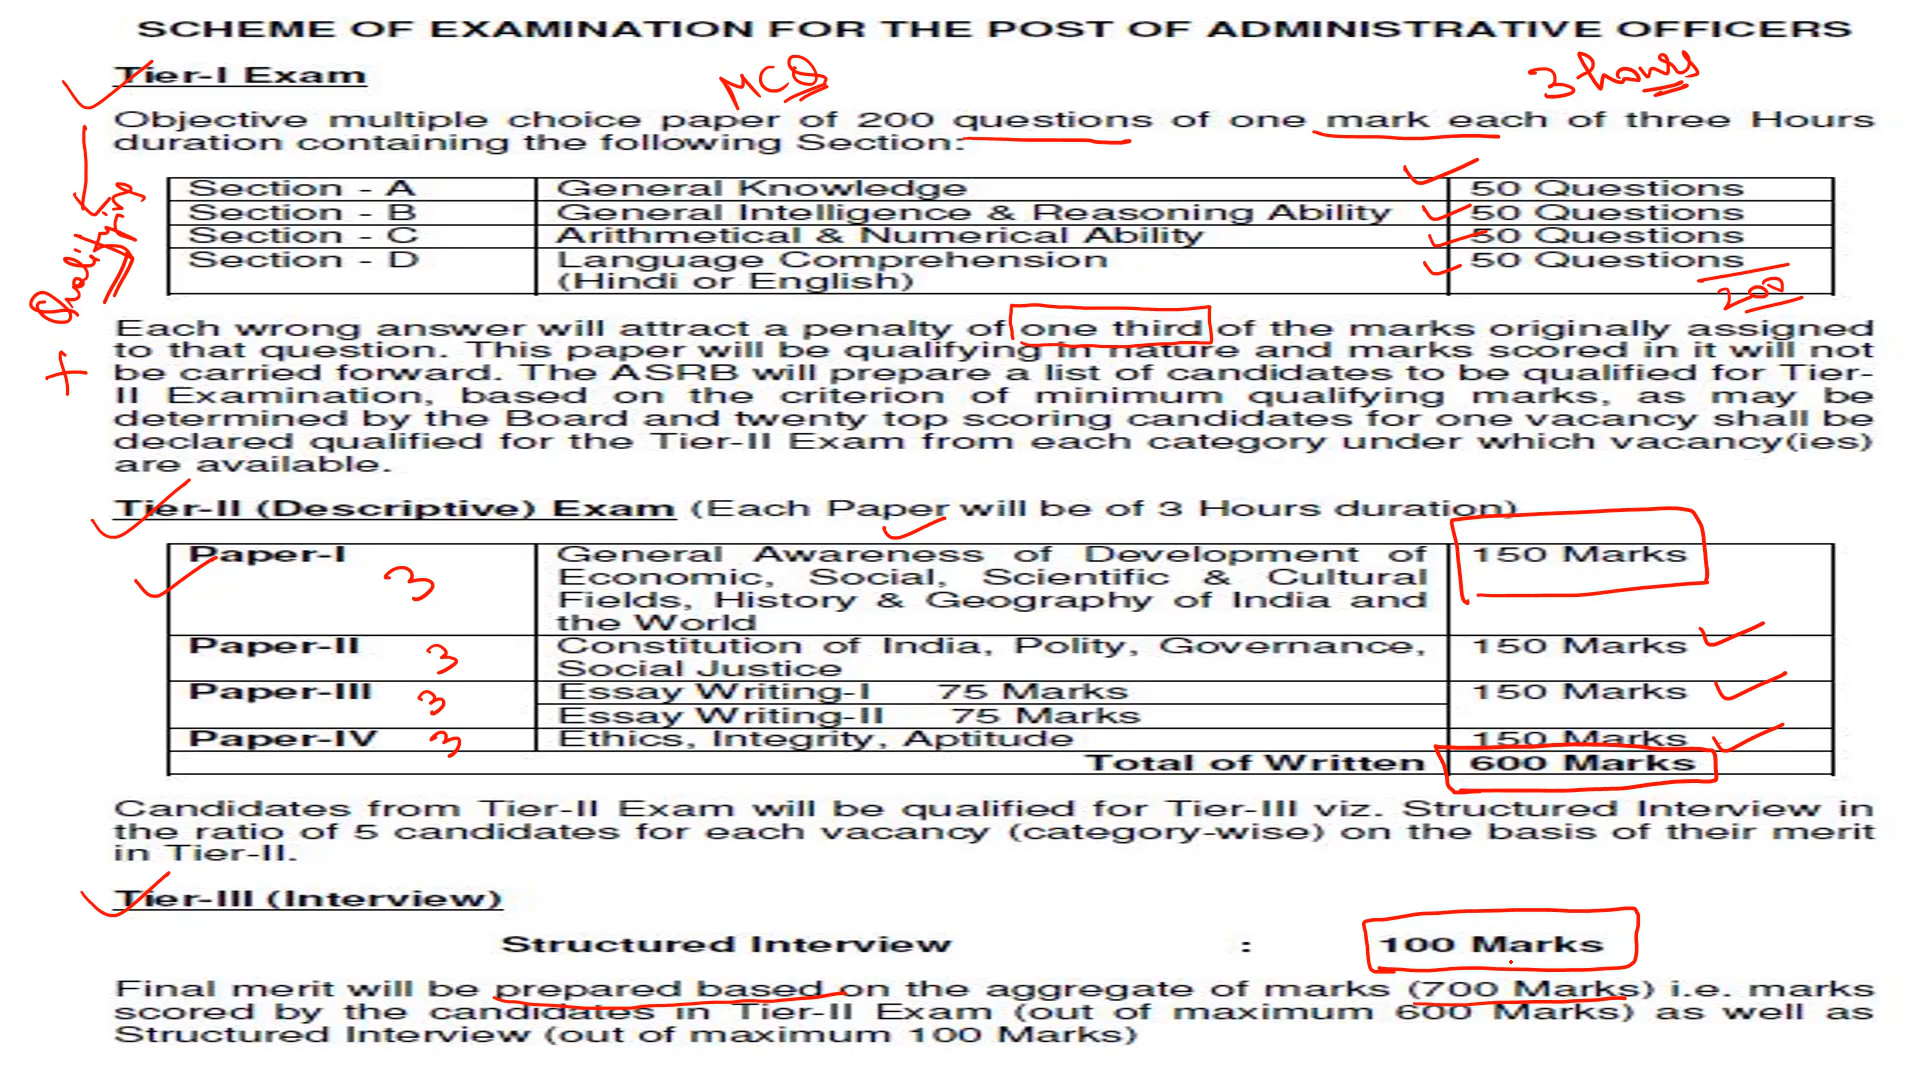 SCHEME OF EXAMINATION FOR THE POST OF ADMINISTRATIVE OFFICERS
Tier-I Exam
MCQ
3 hours
Objective multiple choice paper of 200 questions of one mark each of three Hours
duration containing the following Section:
Section - A General Knowledge 50 Questions
Section - B General Intelligence & Reasoning Ability 50 Questions
Section - C Arithmetical & Numerical Ability 50 Questions
Section - D Language Comprehension 50 Questions
(Hindi or English)
200
Qualifying
Each wrong answer will attract a penalty of one third of the marks originally assigned
to that question. This paper will be qualifying in nature and marks scored in it will not
be carried forward. The ASRB will prepare a list of candidates to be qualified for Tier-
II Examination, based on the criterion of minimum qualifying marks, as may be
determined by the Board and twenty top scoring candidates for one vacancy shall be
declared qualified for the Tier-II Exam from each category under which vacancy(ies)
are available.
Tier-II (Descriptive) Exam (Each Paper will be of 3 Hours duration)
Paper-I 3 General Awareness of Development of 150 Marks
Economic, Social, Scientific & Cultural
Fields, History & Geography of India and
the World
Paper-II 3 Constitution of India, Polity, Governance, 150 Marks
Social Justice
Paper-III 3 Essay Writing-I 75 Marks 150 Marks
Essay Writing-II 75 Marks
Paper-IV 3 Ethics, Integrity, Aptitude 150 Marks
Total of Written 600 Marks
Candidates from Tier-II Exam will be qualified for Tier-III viz. Structured Interview in
the ratio of 5 candidates for each vacancy (category-wise) on the basis of their merit
in Tier-II.
Tier-III (Interview)
Structured Interview : 100 Marks
Final merit will be prepared based on the aggregate of marks (700 Marks) i.e. marks
scored by the candidates in Tier-II Exam (out of maximum 600 Marks) as well as
Structured Interview (out of maximum 100 Marks)